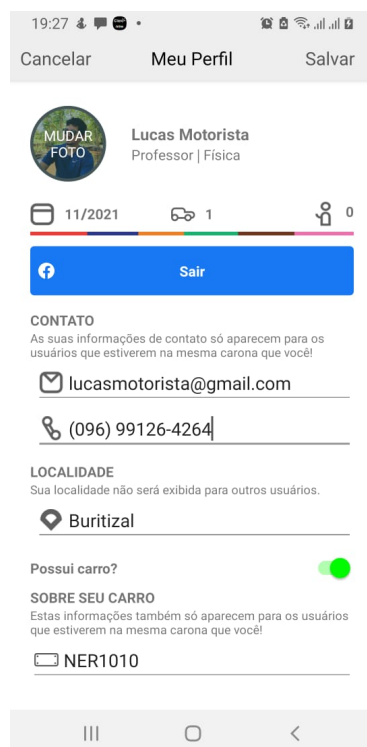 19:27
Cancelar Meu Perfil Salvar
MUDAR
FOTO
Lucas Motorista
Professor | Física
11/2021 1 0
Sair
CONTATO
As suas informações de contato só aparecem para os
usuários que estiverem na mesma carona que você!
lucasmotorista@gmail.com
(096) 99126-4264
LOCALIDADE
Sua localidade não será exibida para outros usuários.
Buritizal
Possui carro?
SOBRE SEU CARRO
Estas informações também só aparecem para os usuários
que estiverem na mesma carona que você!
NER1010